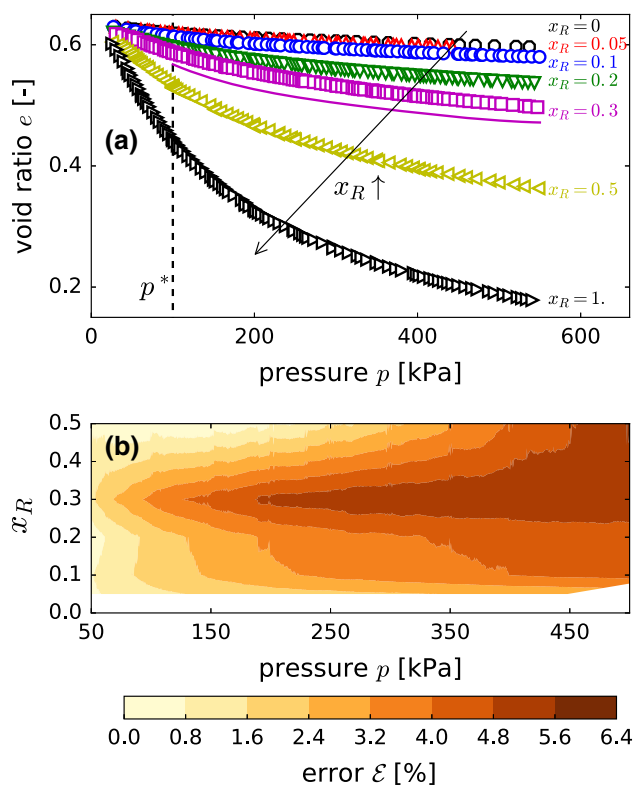 0.6
0.4
0.2
void ratio e [-]
(a)
x_R = 0
x_R = 0.05
x_R = 0.1
x_R = 0.2
x_R = 0.3
x_R = 0.5
x_R = 1.
x_R ↑
p*
0 200 400 600
pressure p [kPa]
(b)
0.5
0.4
0.3
0.2
0.1
0.0
x_R
50 150 250 350 450
pressure p [kPa]
0.0 0.8 1.6 2.4 3.2 4.0 4.8 5.6 6.4
error ℰ [%]